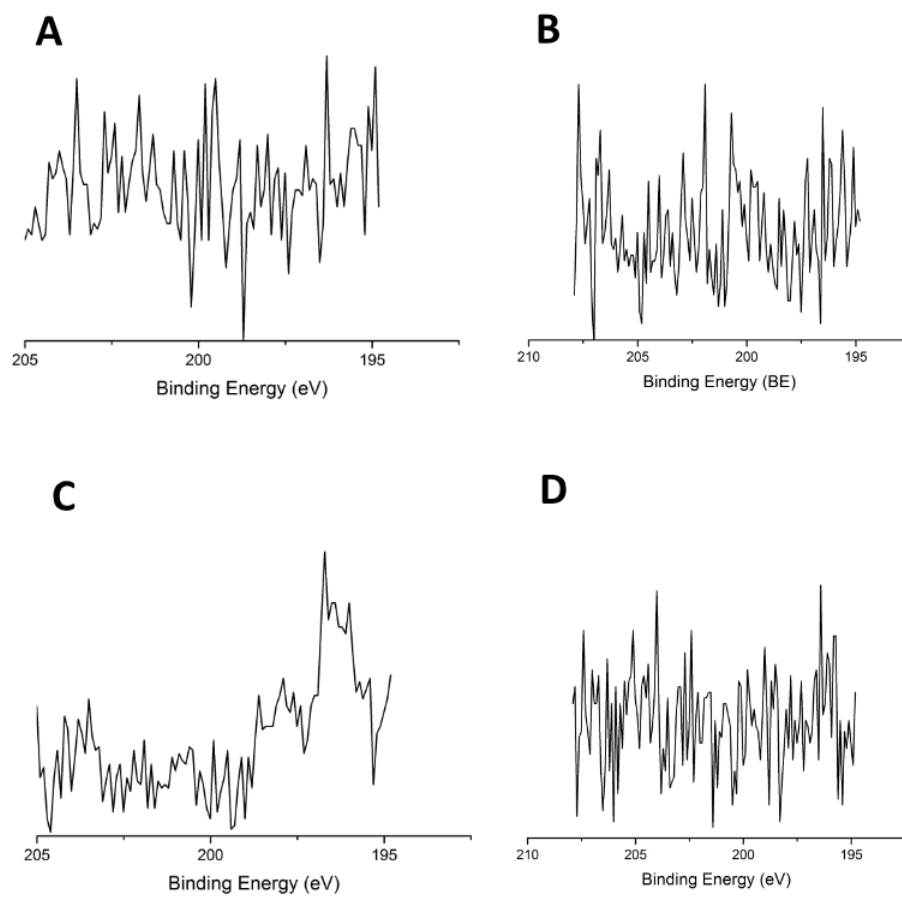 A
B
205 200 195
Binding Energy (eV)
210 205 200 195
Binding Energy (BE)
C
D
205 200 195
Binding Energy (eV)
210 205 200 195
Binding Energy (eV)